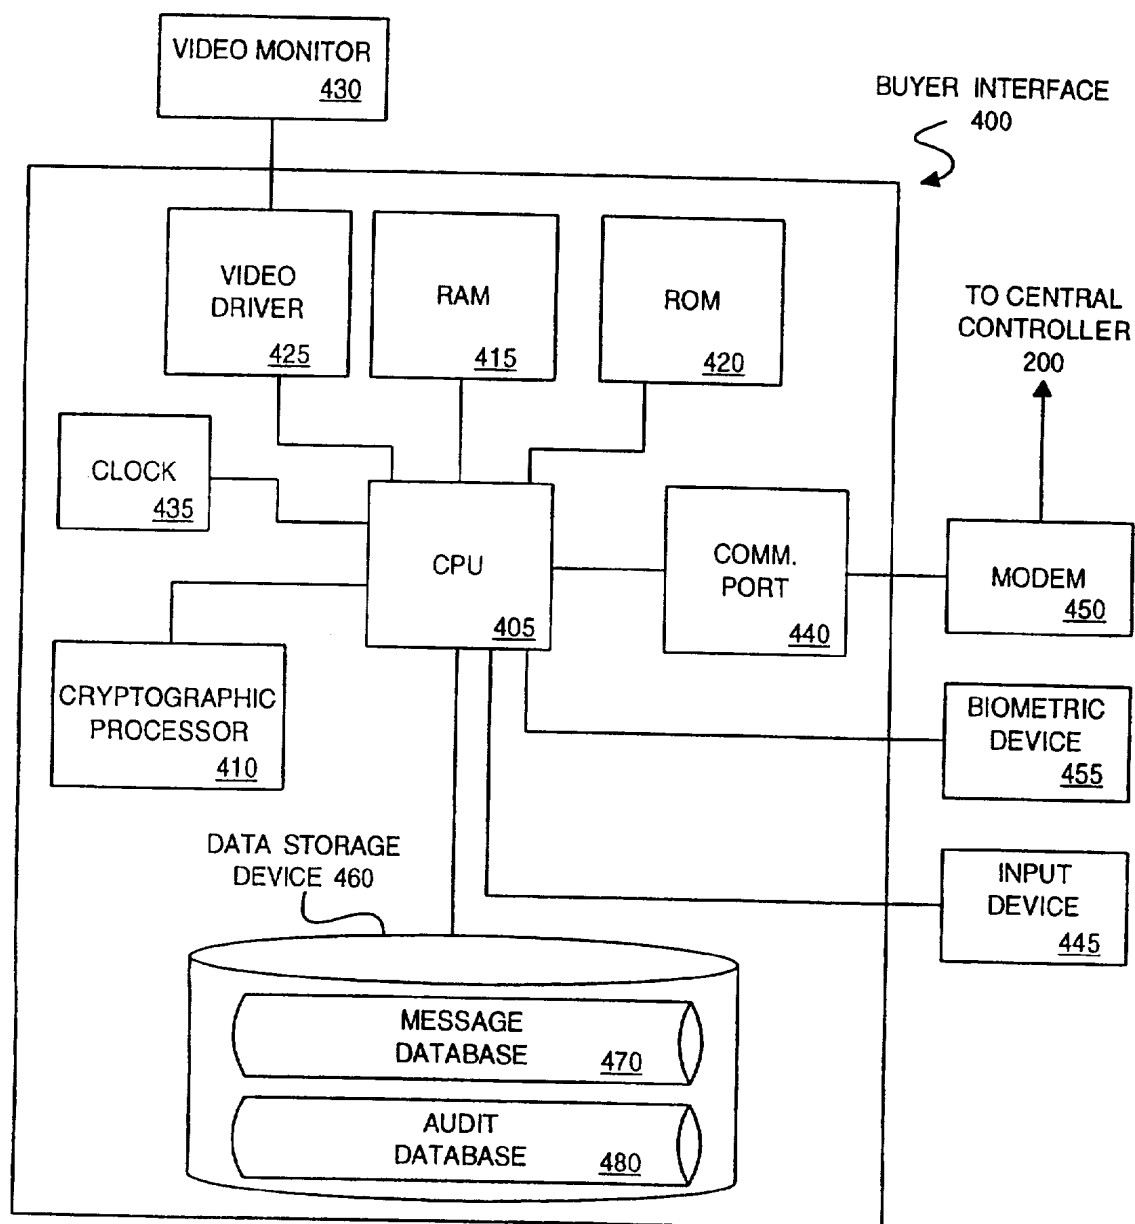 VIDEO MONITOR
430
BUYER INTERFACE
400
VIDEO
DRIVER
425
RAM
415
ROM
420
TO CENTRAL
CONTROLLER
200
CLOCK
435
CPU
405
COMM.
PORT
440
MODEM
450
CRYPTOGRAPHIC
PROCESSOR
410
BIOMETRIC
DEVICE
455
DATA STORAGE
DEVICE 460
INPUT
DEVICE
445
MESSAGE
DATABASE
470
AUDIT
DATABASE
480